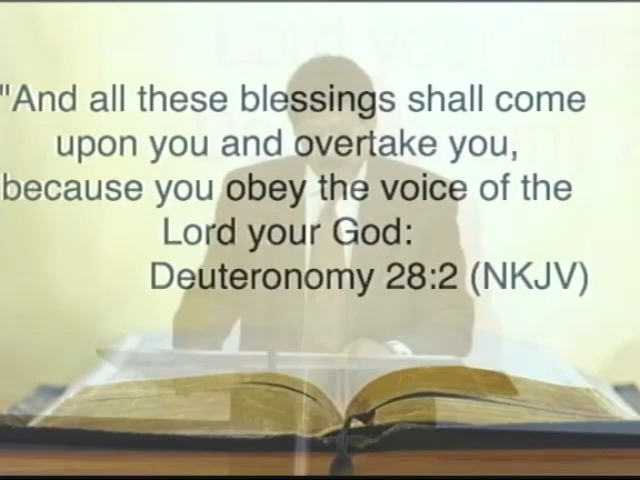 "And all these blessings shall come
upon you and overtake you,
because you obey the voice of the
Lord your God:
Deuteronomy 28:2 (NKJV)